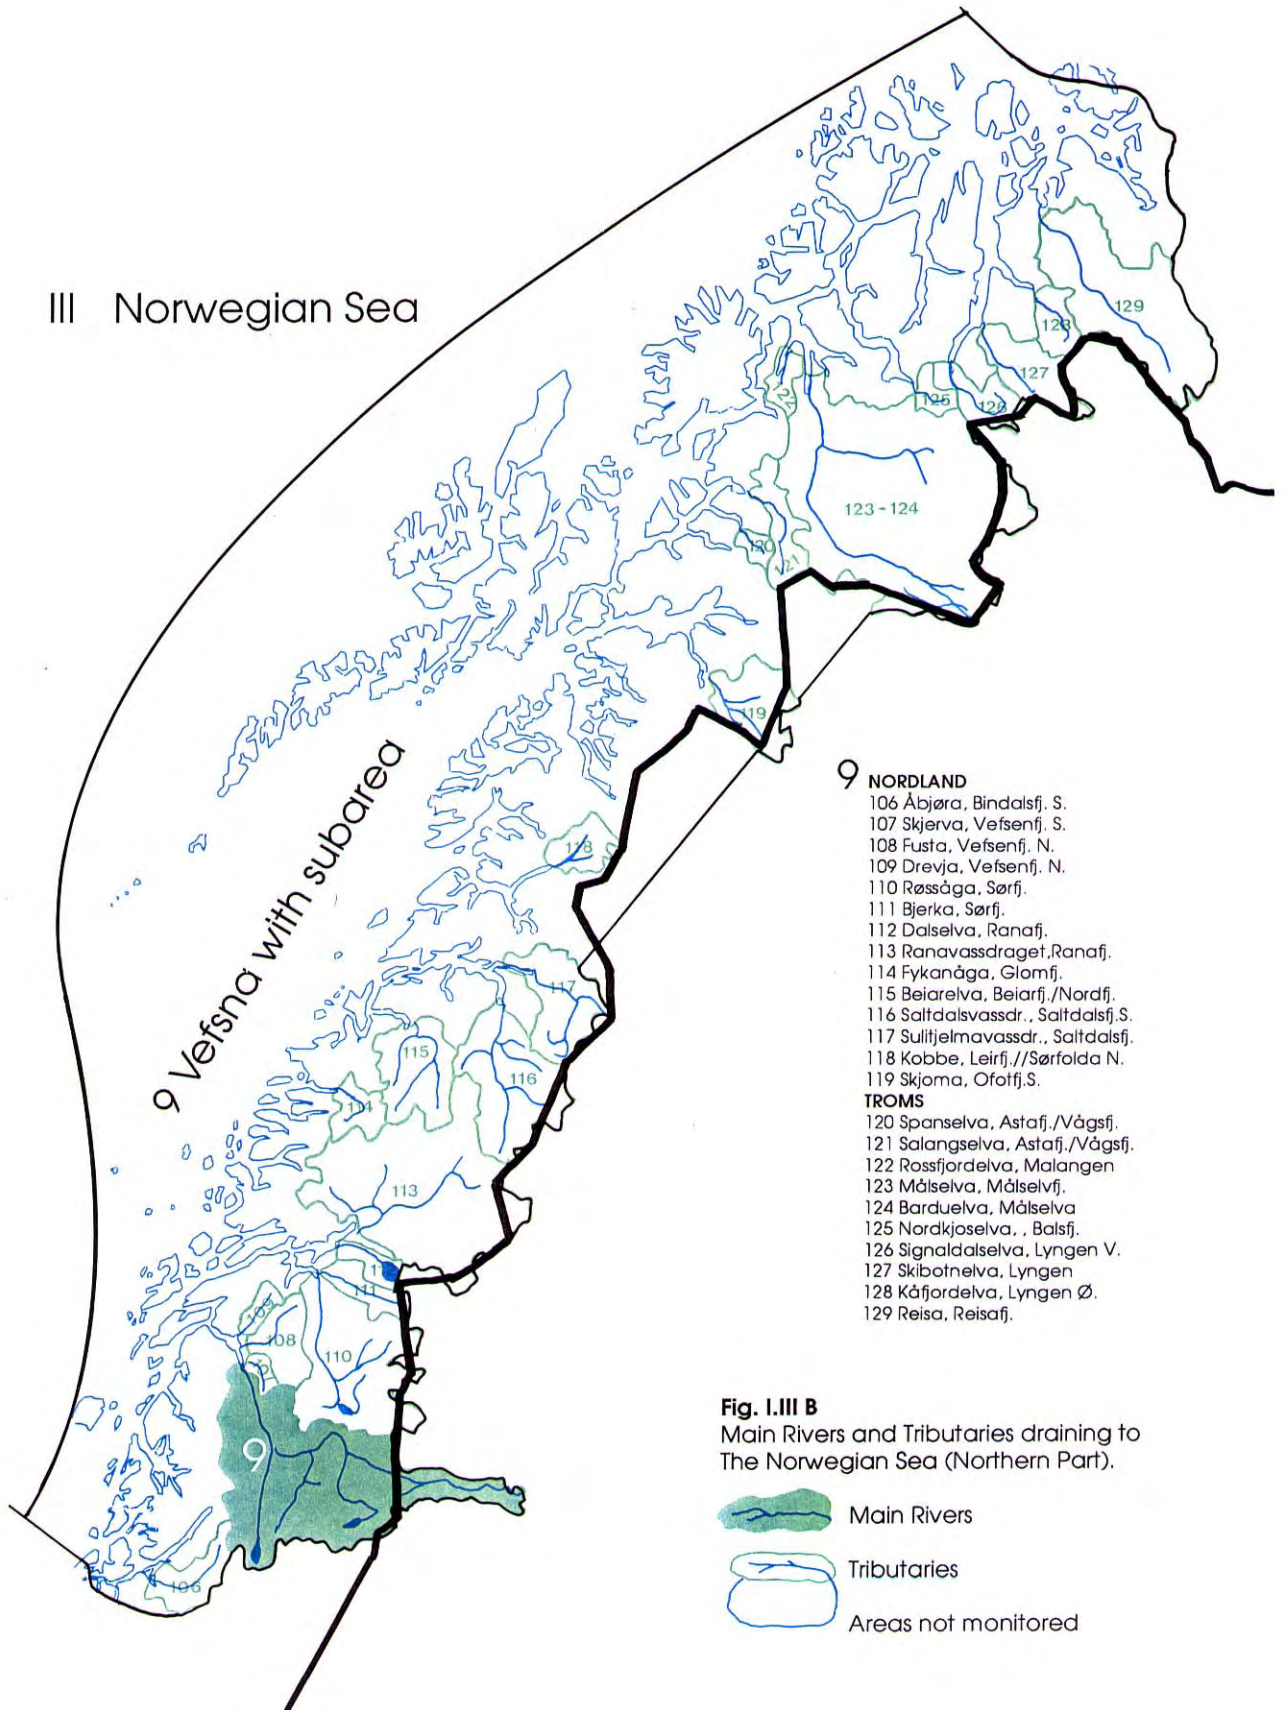 III Norwegian Sea
9 Vefsna with subarea
129
128
127
126
125
122
123 - 124
120
121
119
118
117
115
116
114
113
111
109
108
110
9
106
9 NORDLAND
106 Åbjøra, Bindalsfj. S.
107 Skjerva, Vefsenfj. S.
108 Fusta, Vefsenfj. N.
109 Drevja, Vefsenfj. N.
110 Røssåga, Sørfj.
111 Bjerka, Sørfj.
112 Dalselva, Ranafj.
113 Ranavassdraget,Ranafj.
114 Fykanåga, Glomfj.
115 Beiarelva, Beiarfj./Nordfj.
116 Saltdalsvassdr., Saltdalsfj.S.
117 Sulitjelmavassdr., Saltdalsfj.
118 Kobbe, Leirfj.//Sørfolda N.
119 Skjoma, Ofotfj.S.
TROMS
120 Spanselva, Astafj./Vågsfj.
121 Salangselva, Astafj./Vågsfj.
122 Rossfjordelva, Malangen
123 Målselva, Målselvfj.
124 Barduelva, Målselva
125 Nordkjoselva, , Balsfj.
126 Signaldalselva, Lyngen V.
127 Skibotnelva, Lyngen
128 Kåfjordelva, Lyngen Ø.
129 Reisa, Reisafj.
Fig. I.III B
Main Rivers and Tributaries draining to
The Norwegian Sea (Northern Part).
Main Rivers
Tributaries
Areas not monitored